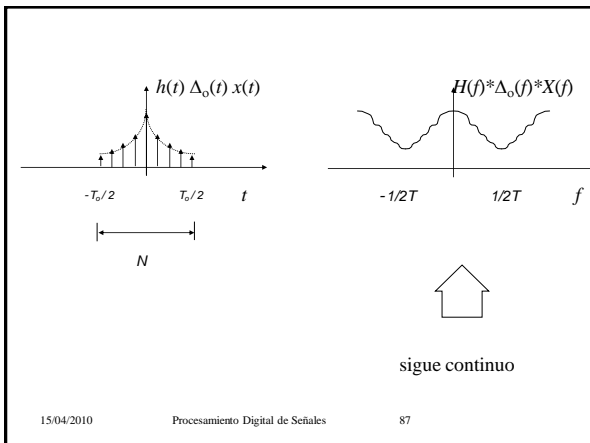 h(t) Δₒ(t) x(t)
H(f)*Δₒ(f)*X(f)
-Tₒ/2 Tₒ/2 t
-1/2T 1/2T f
N
sigue continuo
15/04/2010 Procesamiento Digital de Señales 87